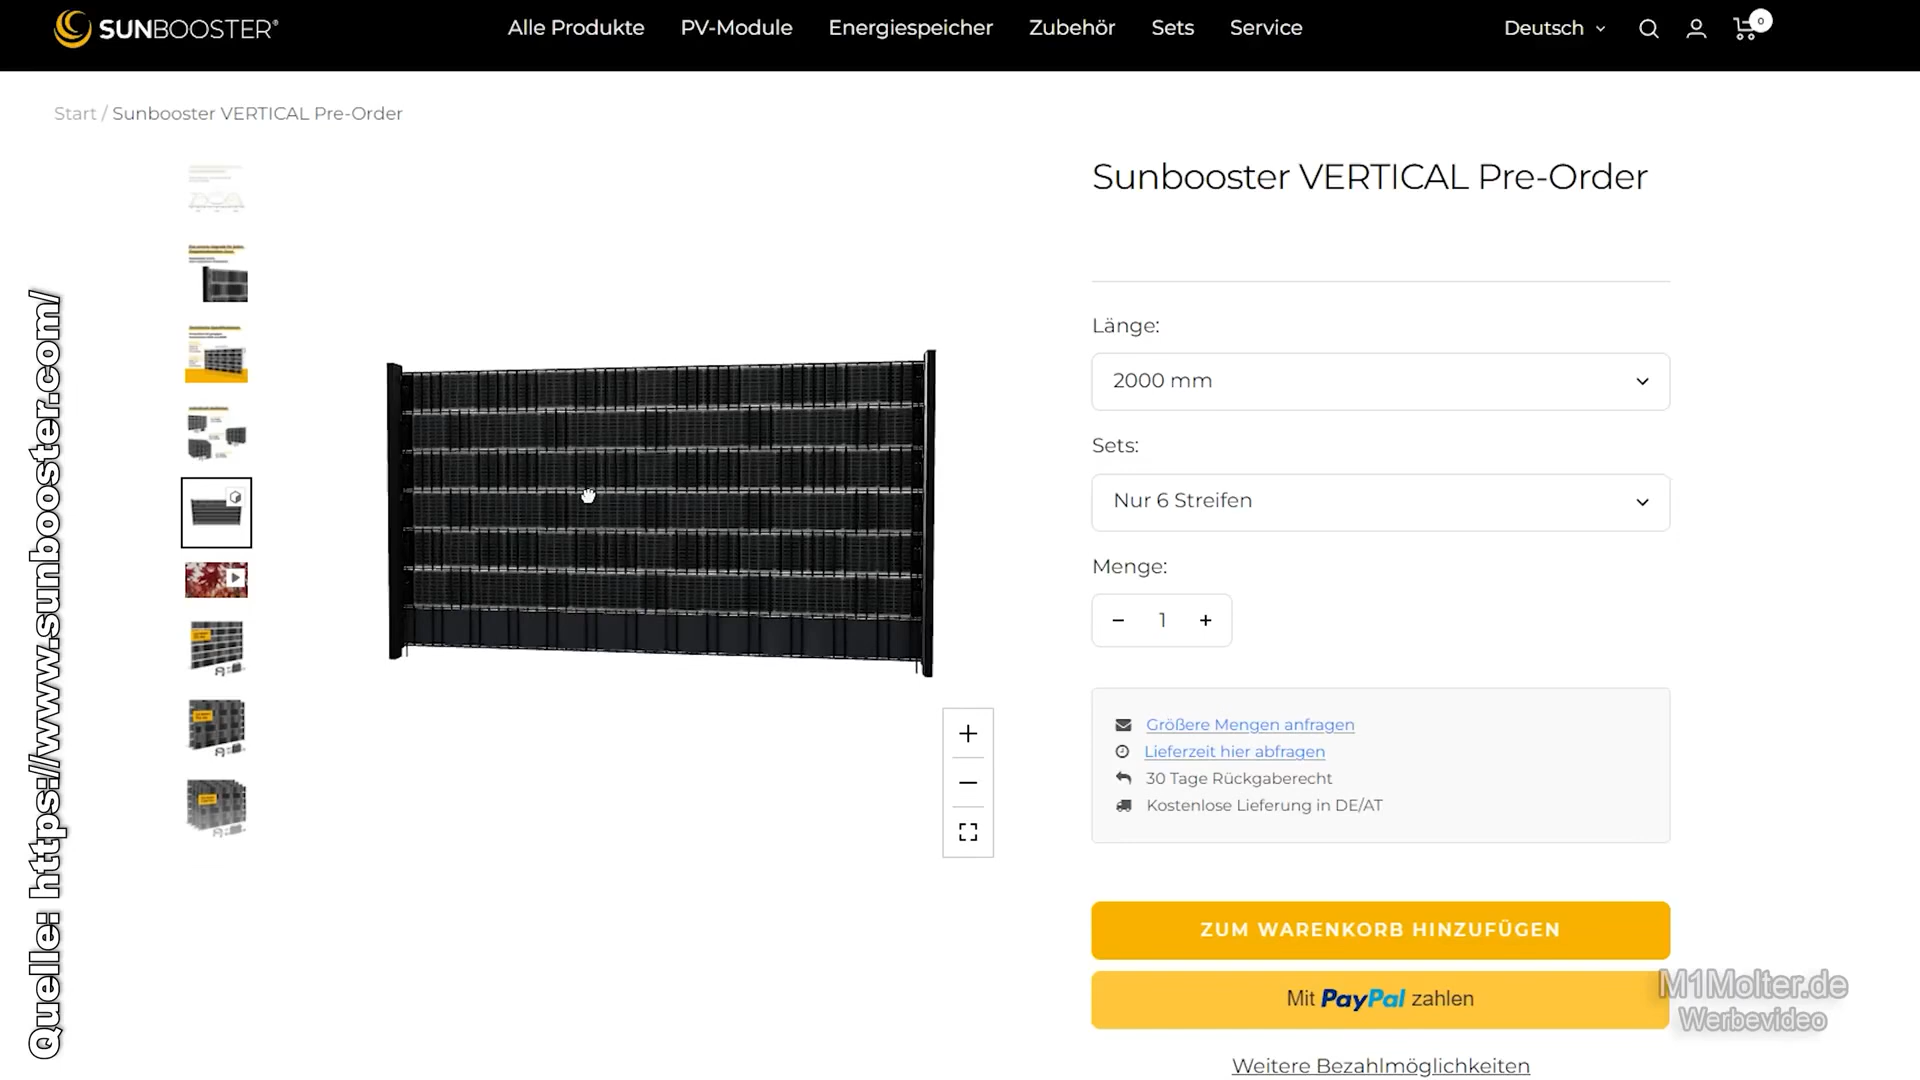 SUNBOOSTER®
Alle Produkte
PV-Module
Energiespeicher
Zubehör
Sets
Service
Deutsch
0
Start / Sunbooster VERTICAL Pre-Order
Sunbooster VERTICAL Pre-Order
Länge:
2000 mm
Sets:
Nur 6 Streifen
Menge:
− 1 +
Größere Mengen anfragen
Lieferzeit hier abfragen
30 Tage Rückgaberecht
Kostenlose Lieferung in DE/AT
ZUM WARENKORB HINZUFÜGEN
Mit PayPal zahlen
Weitere Bezahlmöglichkeiten
Quelle: https://www.sunbooster.com/
M1Molter.de
Werbevideo